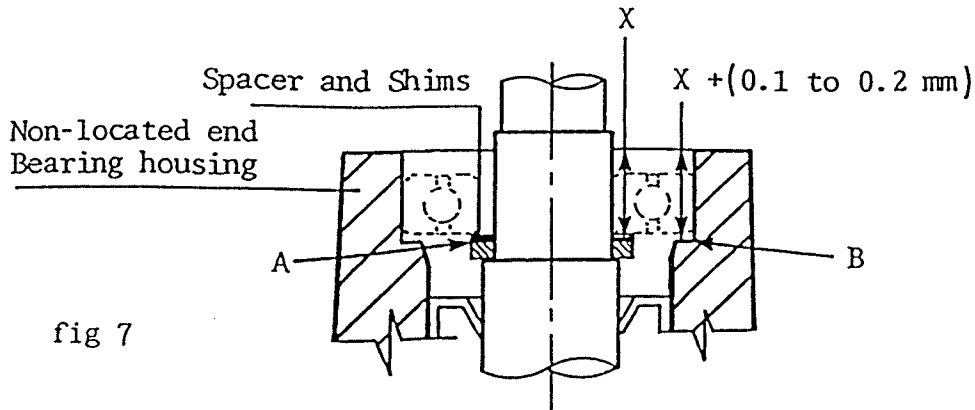 X
Spacer and Shims
X +(0.1 to 0.2 mm)
Non-located end
Bearing housing
A
B
fig 7